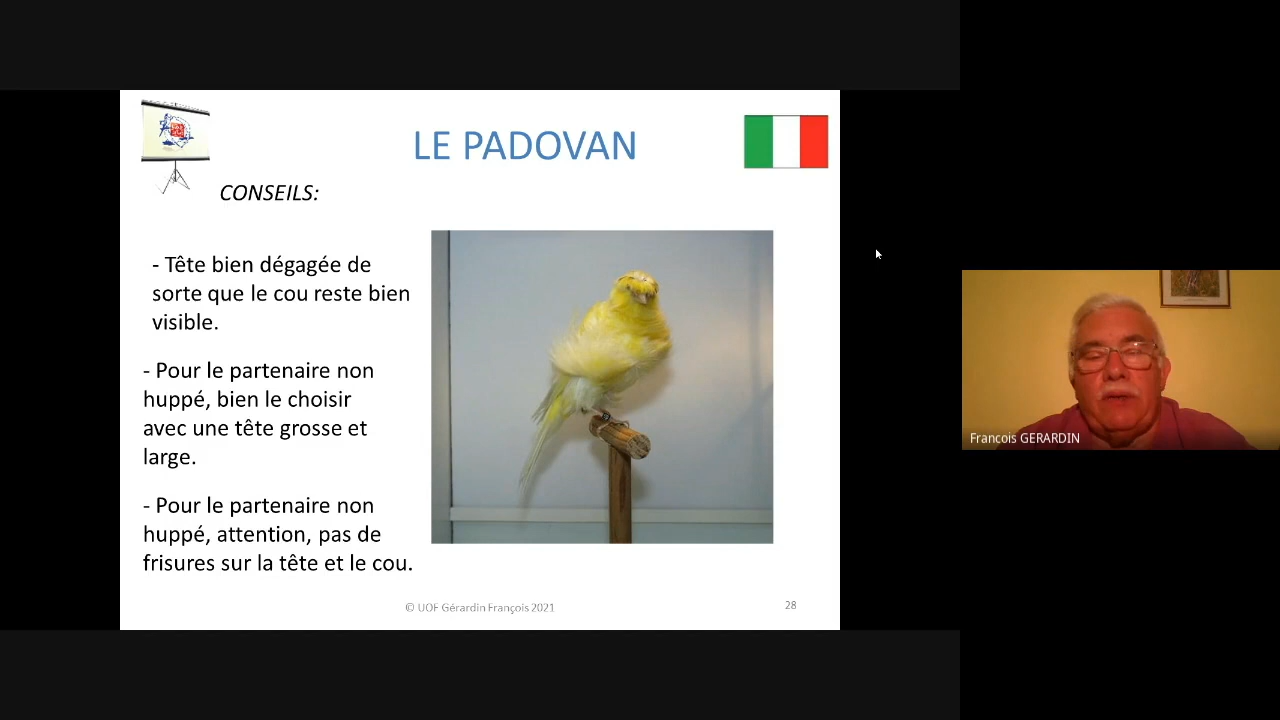 LE PADOVAN
CONSEILS:
- Tête bien dégagée de
sorte que le cou reste bien
visible.
- Pour le partenaire non
huppé, bien le choisir
avec une tête grosse et
large.
- Pour le partenaire non
huppé, attention, pas de
frisures sur la tête et le cou.
© UOF Gérardin François 2021
28
Francois GERARDIN